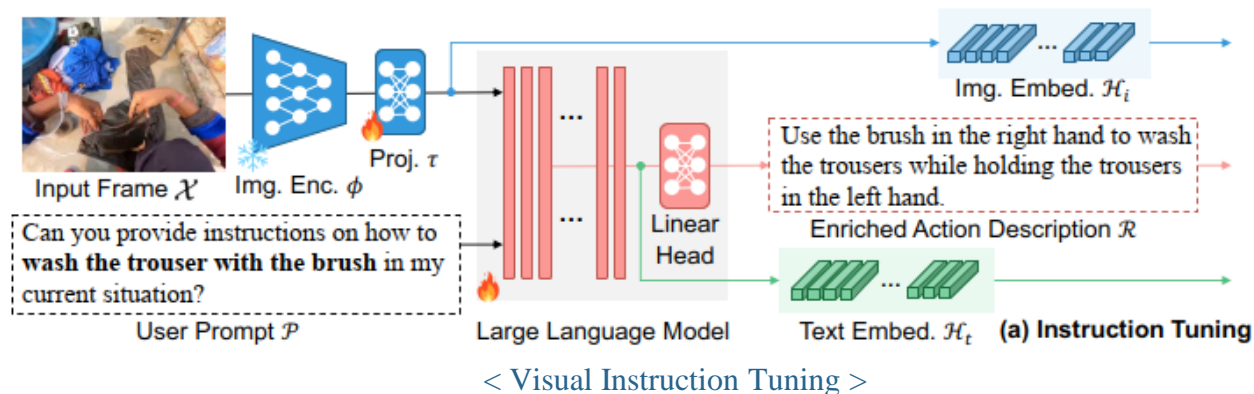 Input Frame 𝒳
Img. Enc. ϕ
Proj. τ
Can you provide instructions on how to
wash the trouser with the brush in my
current situation?
User Prompt 𝒫
...
...
Linear
Head
Large Language Model
...
Img. Embed. ℋᵢ
Use the brush in the right hand to wash
the trousers while holding the trousers
in the left hand.
Enriched Action Description ℛ
...
Text Embed. ℋₜ
(a) Instruction Tuning
< Visual Instruction Tuning >